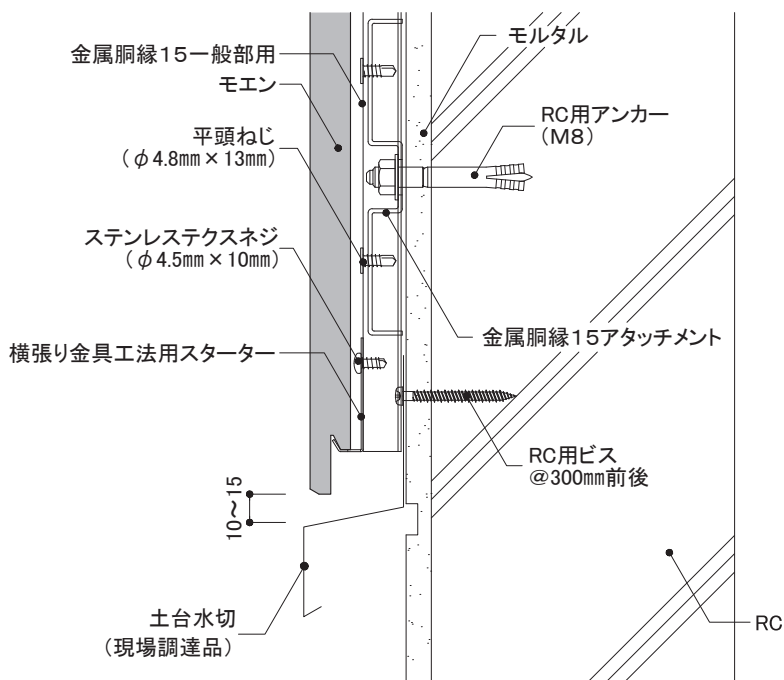 金属胴縁15一般部用
モエン
平頭ねじ
(φ4.8mm×13mm)
ステンレステクスネジ
(φ4.5mm×10mm)
横張り金具工法用スターター
10～15
土台水切
(現場調達品)
モルタル
RC用アンカー
(M8)
金属胴縁15アタッチメント
RC用ビス
@300mm前後
RC